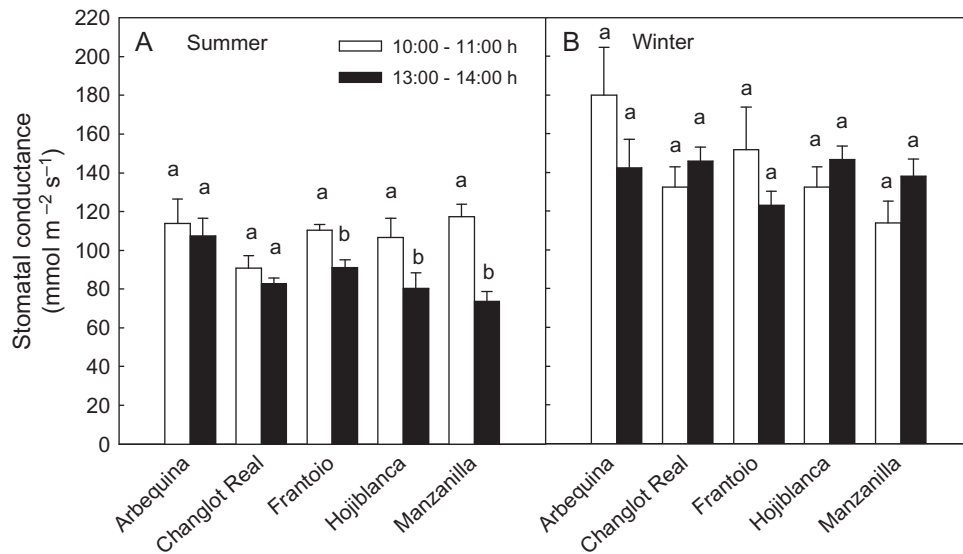 Stomatal conductance
(mmol m⁻² s⁻¹)
220
200
180
160
140
120
100
80
60
40
20
0
A Summer
10:00 - 11:00 h
13:00 - 14:00 h
a a a a a b a b a b
Arbequina
Changlot Real
Frantoio
Hojiblanca
Manzanilla
B Winter
a a a a a a a a a a
Arbequina
Changlot Real
Frantoio
Hojiblanca
Manzanilla